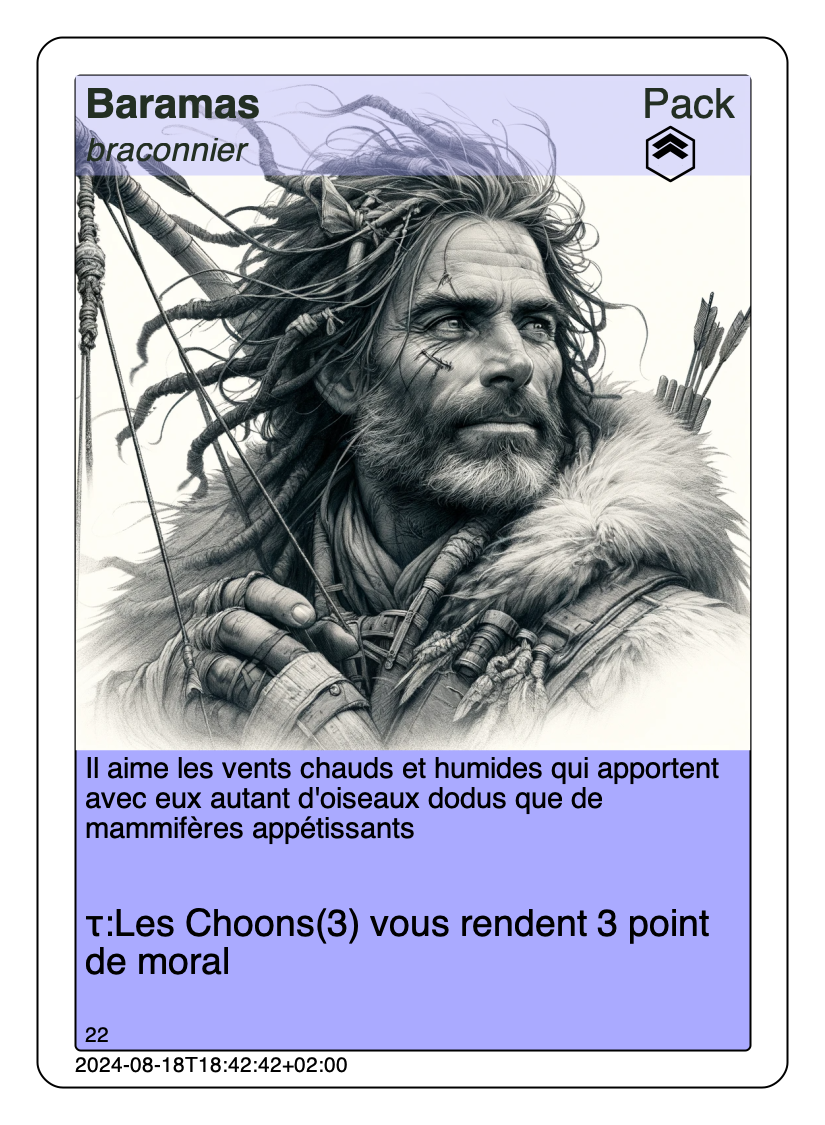 Baramas
Pack
braconnier
Il aime les vents chauds et humides qui apportent
avec eux autant d'oiseaux dodus que de
mammifères appétissants
τ:Les Choons(3) vous rendent 3 point
de moral
22
2024-08-18T18:42:42+02:00